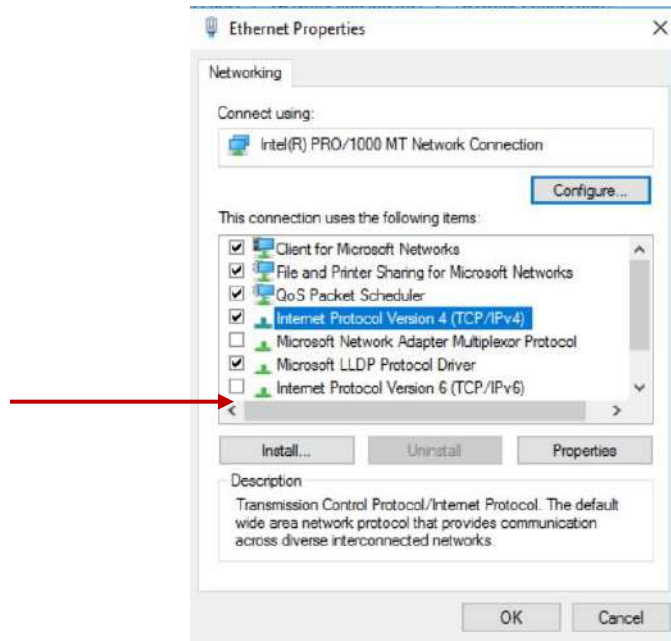 Ethernet Properties
Networking
Connect using:
Intel(R) PRO/1000 MT Network Connection
Configure...
This connection uses the following items:
Client for Microsoft Networks
File and Printer Sharing for Microsoft Networks
QoS Packet Scheduler
Internet Protocol Version 4 (TCP/IPv4)
Microsoft Network Adapter Multiplexor Protocol
Microsoft LLDP Protocol Driver
Internet Protocol Version 6 (TCP/IPv6)
Install... Uninstall Properties
Description
Transmission Control Protocol/Internet Protocol. The default
wide area network protocol that provides communication
across diverse interconnected networks.
OK Cancel